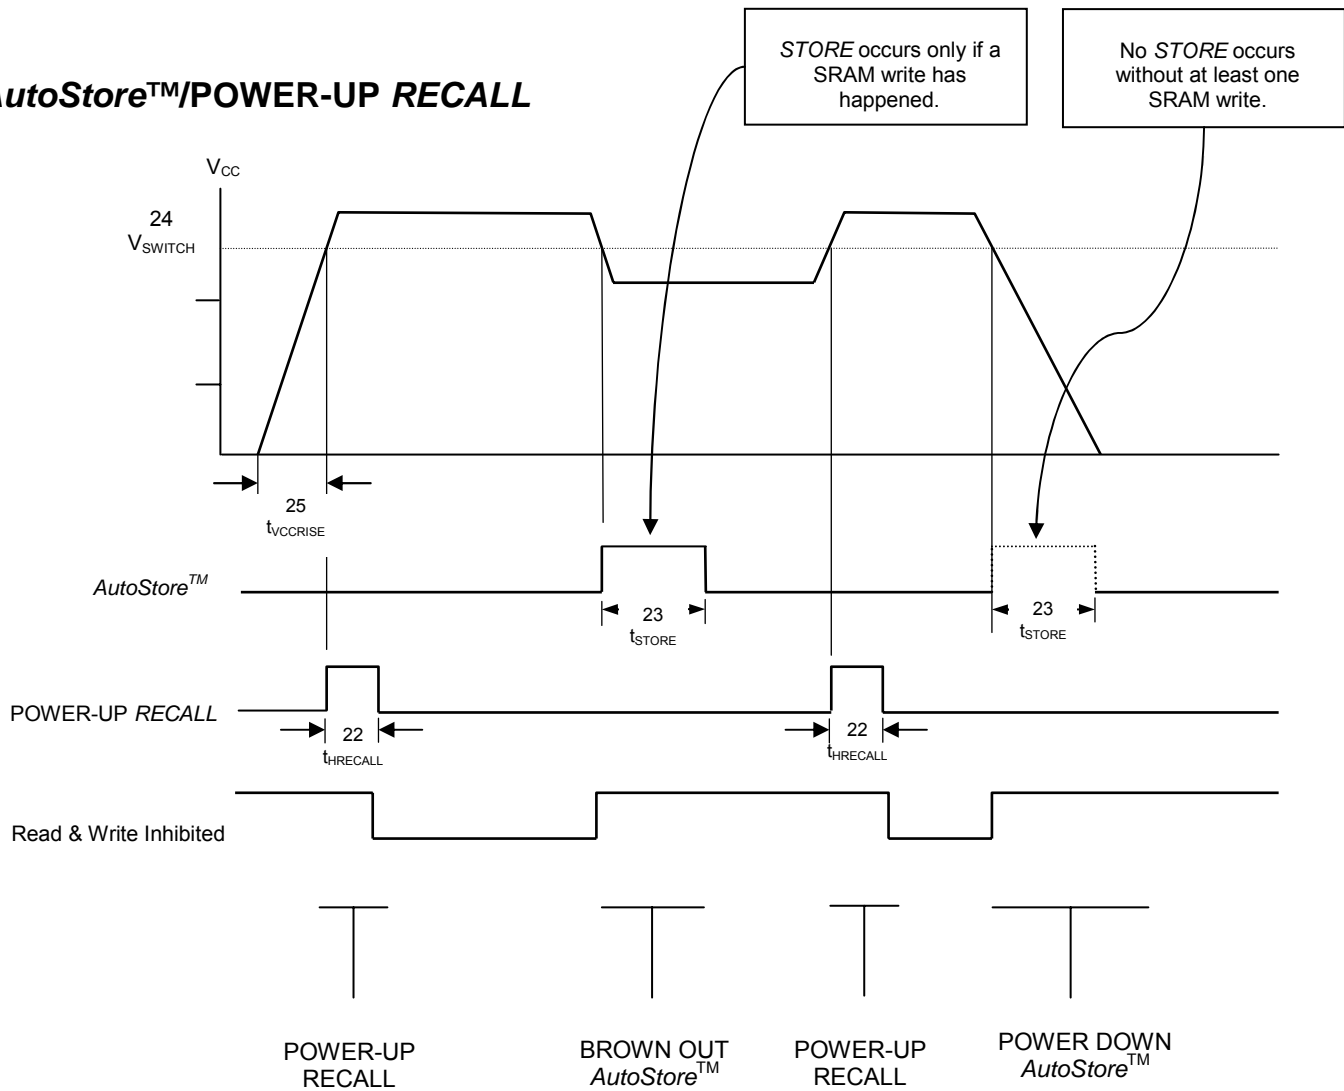 STORE occurs only if a
SRAM write has
happened.
No STORE occurs
without at least one
SRAM write.
utoStore™/POWER-UP RECALL
VCC
24
VSWITCH
25
tVCCRISE
AutoStoreTM
23
tSTORE
23
tSTORE
POWER-UP RECALL
22
tHRECALL
22
tHRECALL
Read & Write Inhibited
POWER-UP
RECALL
BROWN OUT
AutoStoreTM
POWER-UP
RECALL
POWER DOWN
AutoStoreTM